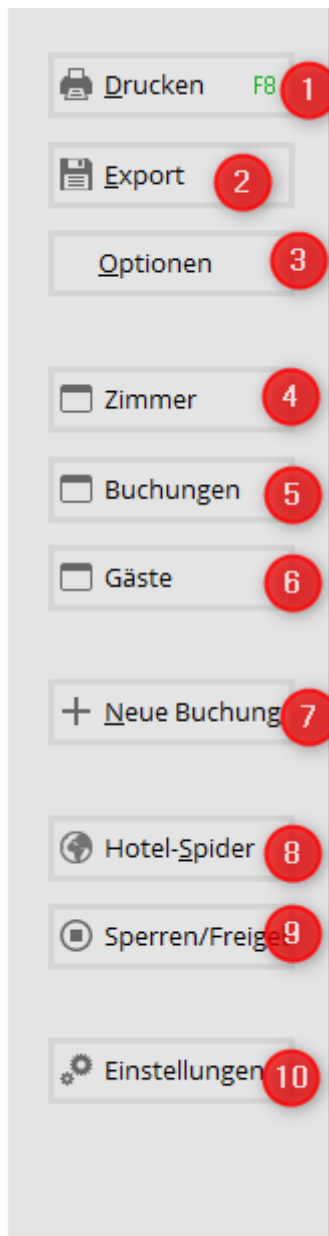 Drucken F8 1
Export 2
Optionen 3
Zimmer 4
Buchungen 5
Gäste 6
Neue Buchung 7
Hotel-Spider 8
Sperren/Freige 9
Einstellungen 10